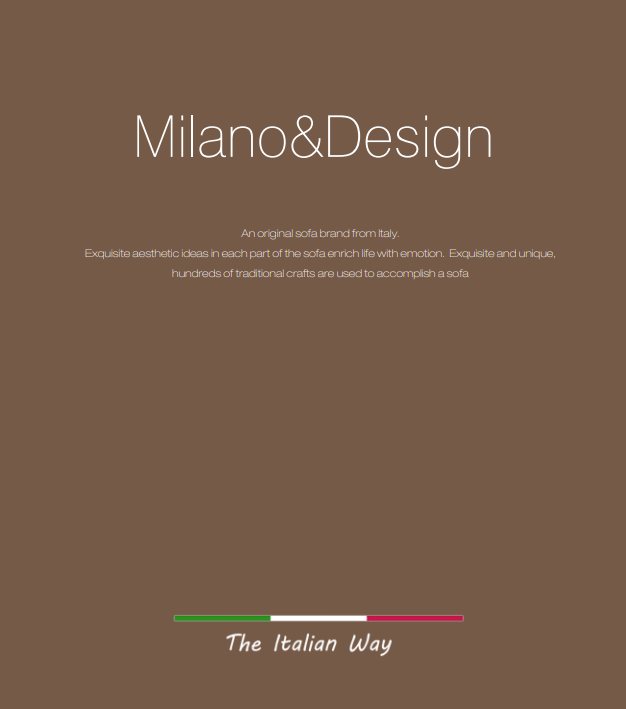 Milano&Design
An original sofa brand from Italy.
Exquisite aesthetic ideas in each part of the sofa enrich life with emotion.  Exquisite and unique,
hundreds of traditional crafts are used to accomplish a sofa
The Italian Way